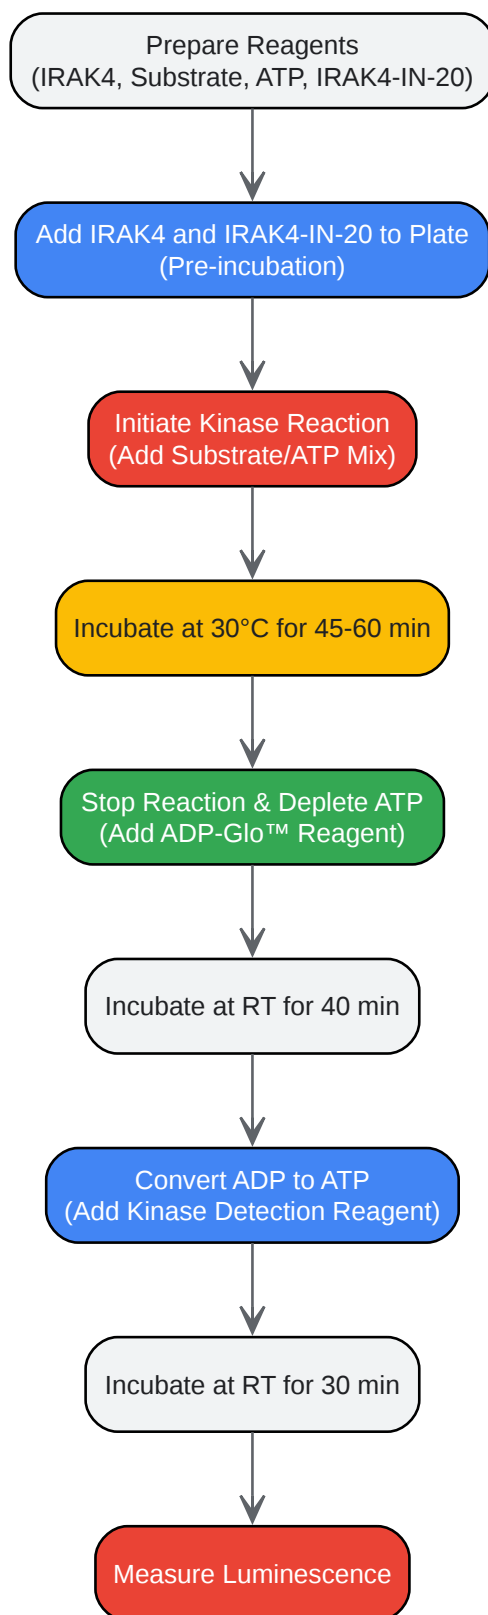 Prepare Reagents
(IRAK4, Substrate, ATP, IRAK4-IN-20)
Add IRAK4 and IRAK4-IN-20 to Plate
(Pre-incubation)
Initiate Kinase Reaction
(Add Substrate/ATP Mix)
Incubate at 30°C for 45-60 min
Stop Reaction & Deplete ATP
(Add ADP-Glo™ Reagent)
Incubate at RT for 40 min
Convert ADP to ATP
(Add Kinase Detection Reagent)
Incubate at RT for 30 min
Measure Luminescence